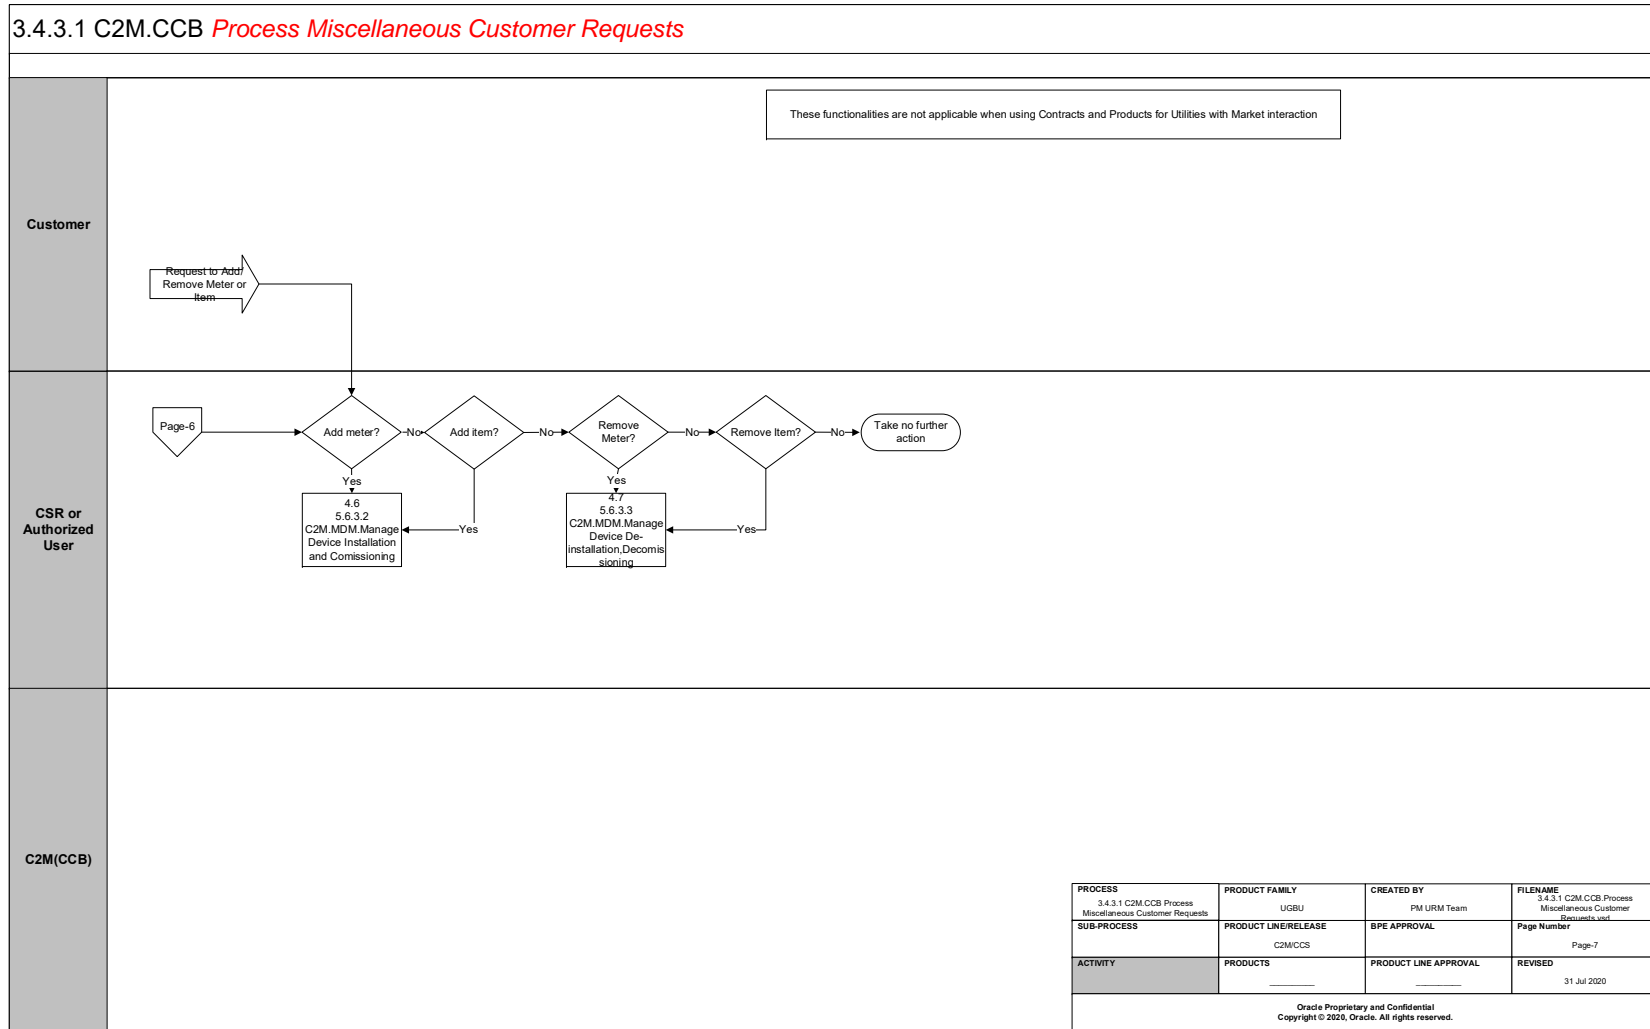 3.4.3.1 C2M.CCB Process Miscellaneous Customer Requests
These functionalities are not applicable when using Contracts and Products for Utilities with Market interaction
Customer
Request to Add/
Remove Meter or
Item
CSR or
Authorized
User
Page-6
Add meter?
No
Add item?
No
Remove
Meter?
No
Remove Item?
No
Take no further
action
Yes
4.6
5.6.3.2
C2M.MDM.Manage
Device Installation
and Comissioning
Yes
Yes
4.7
5.6.3.3
C2M.MDM.Manage
Device De-
installation,Decomis
sioning
Yes
C2M(CCB)
PROCESS
3.4.3.1 C2M.CCB Process
Miscellaneous Customer Requests
PRODUCT FAMILY
UGBU
CREATED BY
PM URM Team
FILENAME
3.4.3.1 C2M.CCB.Process
Miscellaneous Customer
Requests.vsd
SUB-PROCESS
PRODUCT LINE/RELEASE
C2M/CCS
BPE APPROVAL
Page Number
Page-7
ACTIVITY
PRODUCTS
PRODUCT LINE APPROVAL
REVISED
31 Jul 2020
Oracle Proprietary and Confidential
Copyright © 2020, Oracle. All rights reserved.